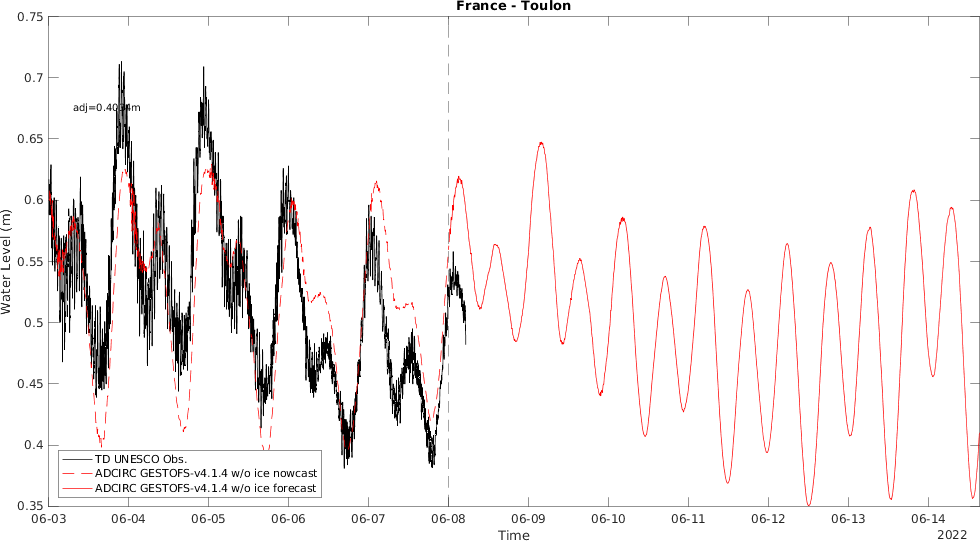 France - Toulon
0.75
0.7
0.65
0.6
0.55
0.5
0.45
0.4
0.35
Water Level (m)
TD UNESCO Obs.
ADCIRC GESTOFS-v4.1.4 w/o ice nowcast
ADCIRC GESTOFS-v4.1.4 w/o ice forecast
06-03 06-04 06-05 06-06 06-07 06-08 06-09 06-10 06-11 06-12 06-13 06-14
Time
2022